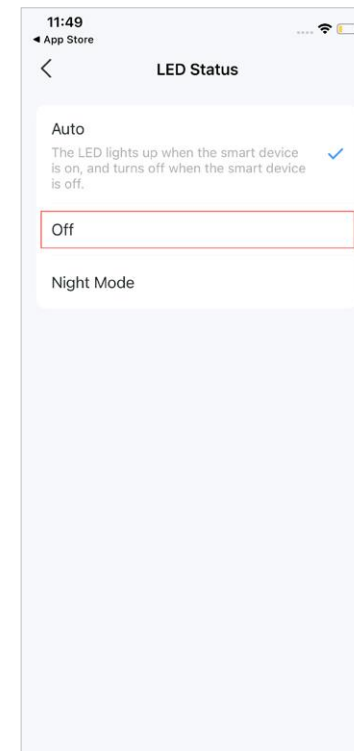 11:49
◀ App Store
LED Status
Auto
The LED lights up when the smart device
is on, and turns off when the smart device
is off.
Off
Night Mode